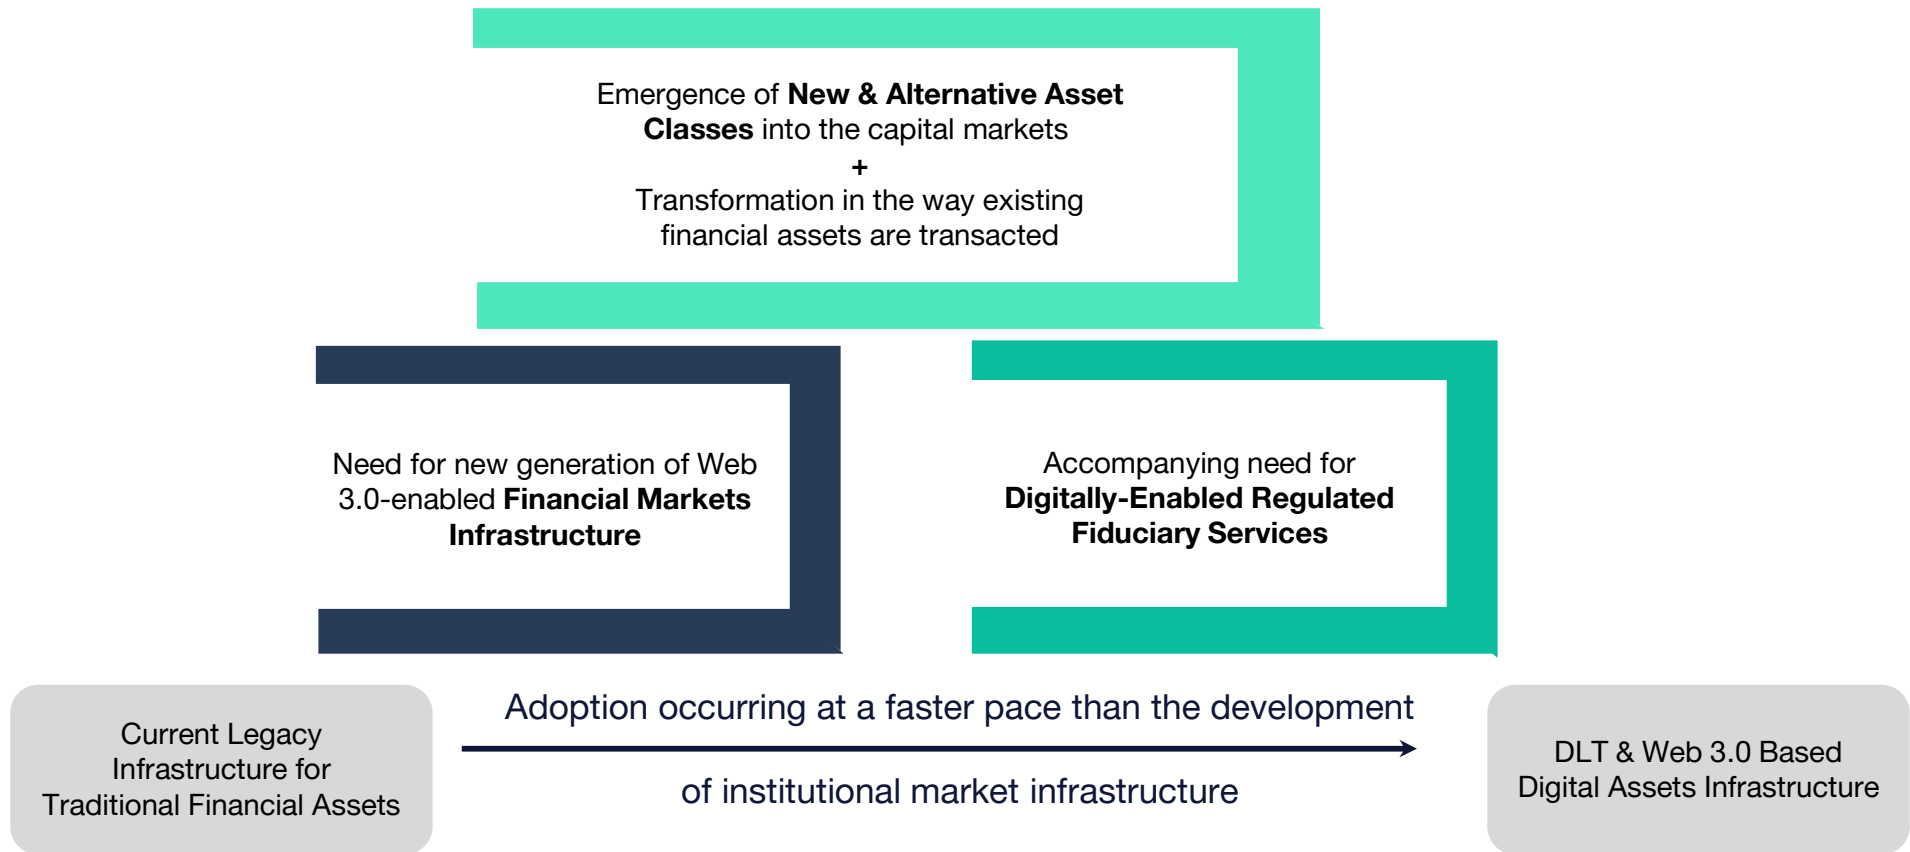 Emergence of New & Alternative Asset
Classes into the capital markets
+
Transformation in the way existing
financial assets are transacted
Need for new generation of Web
3.0-enabled Financial Markets
Infrastructure
Accompanying need for
Digitally-Enabled Regulated
Fiduciary Services
Current Legacy
Infrastructure for
Traditional Financial Assets
Adoption occurring at a faster pace than the development
of institutional market infrastructure
DLT & Web 3.0 Based
Digital Assets Infrastructure